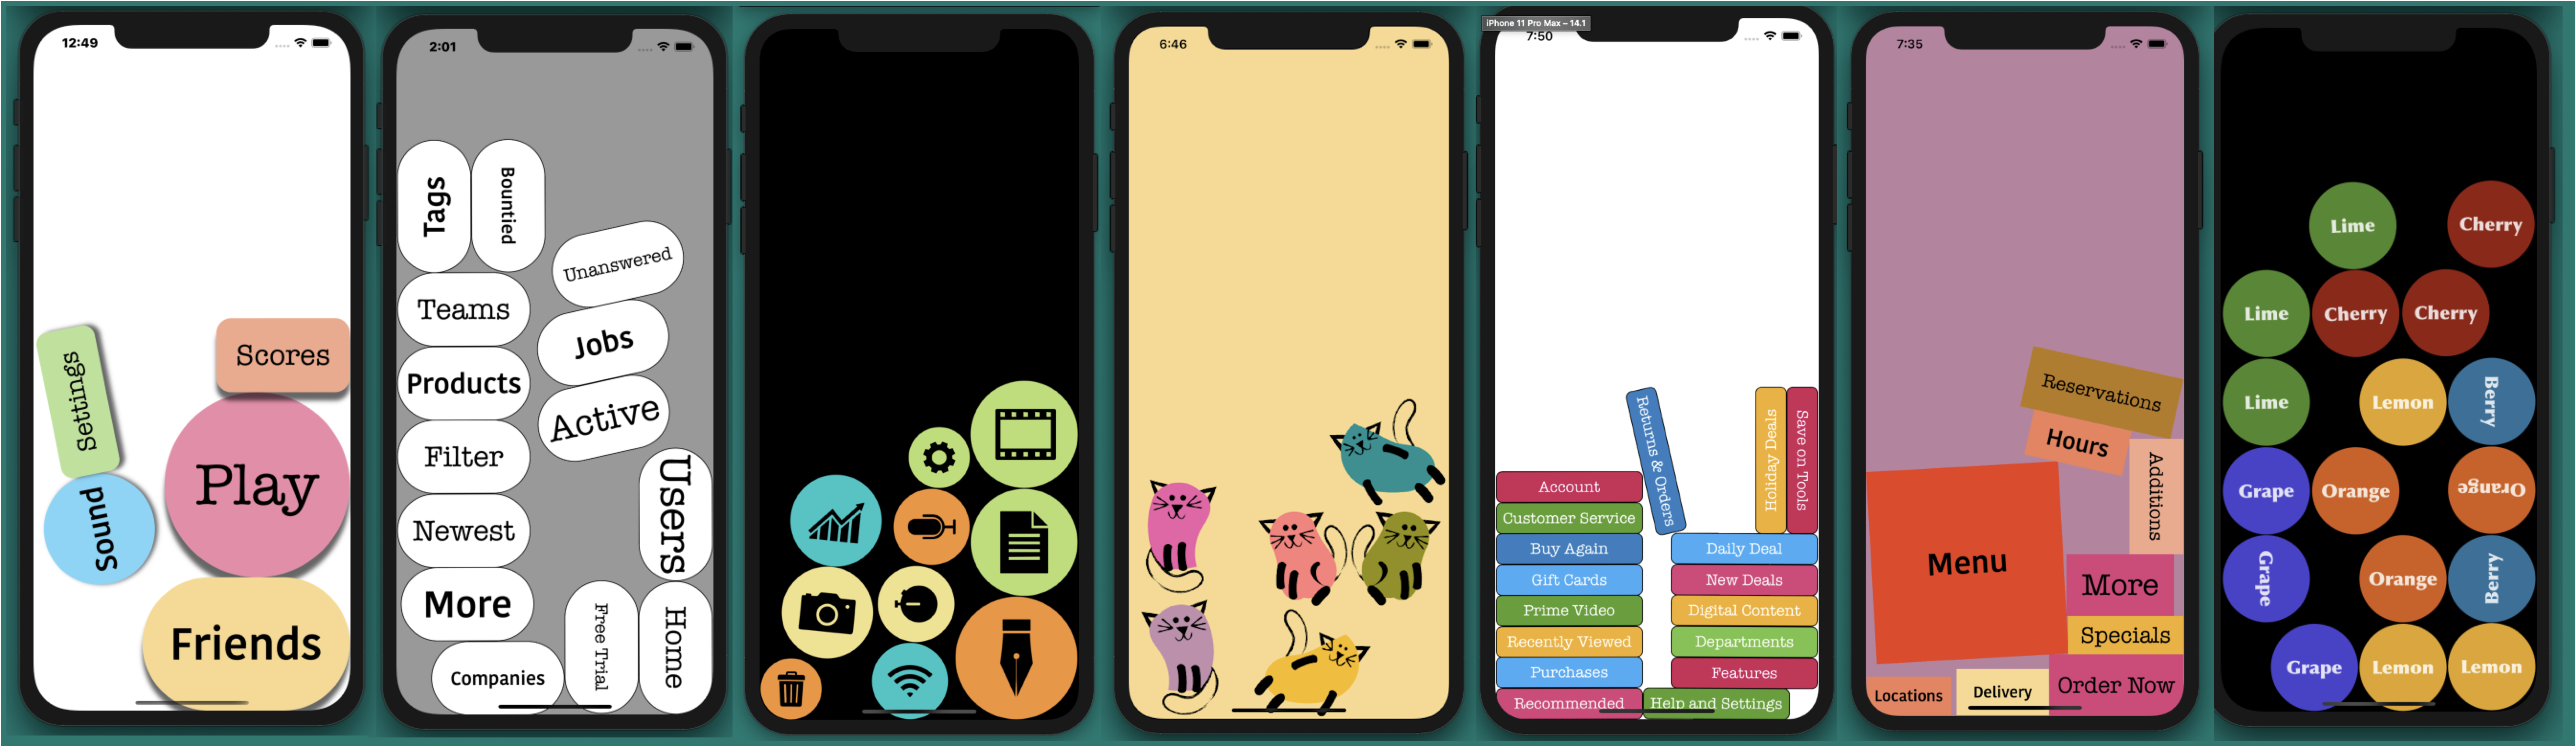 12:49
Settings
Scores
Sound
Play
Friends
2:01
Tags
Bountied
Unanswered
Teams
Jobs
Products
Active
Filter
Users
Newest
More
Free Trial
Home
Companies
6:46
iPhone 11 Pro Max – 14.1
7:50
Returns & Orders
Holiday Deals
Save on Tools
Account
Customer Service
Buy Again
Daily Deal
Gift Cards
New Deals
Prime Video
Digital Content
Recently Viewed
Departments
Purchases
Features
Recommended
Help and Settings
7:35
Reservations
Hours
Additions
Menu
More
Specials
Order Now
Locations
Delivery
Lime
Cherry
Lime
Cherry
Cherry
Lime
Lemon
Berry
Grape
Orange
Orange
Grape
Orange
Berry
Grape
Lemon
Lemon